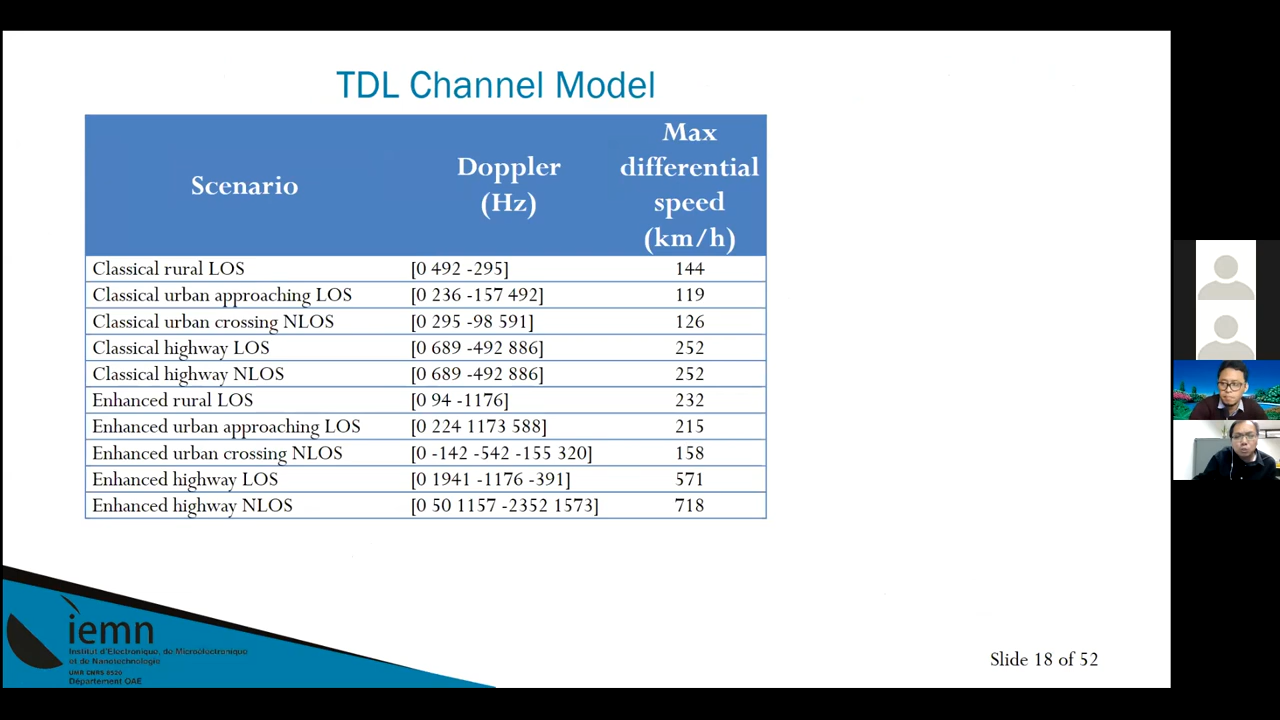 TDL Channel Model
Scenario
Doppler
(Hz)
Max
differential
speed
(km/h)
Classical rural LOS [0 492 -295] 144
Classical urban approaching LOS [0 236 -157 492] 119
Classical urban crossing NLOS [0 295 -98 591] 126
Classical highway LOS [0 689 -492 886] 252
Classical highway NLOS [0 689 -492 886] 252
Enhanced rural LOS [0 94 -1176] 232
Enhanced urban approaching LOS [0 224 1173 588] 215
Enhanced urban crossing NLOS [0 -142 -542 -155 320] 158
Enhanced highway LOS [0 1941 -1176 -391] 571
Enhanced highway NLOS [0 50 1157 -2352 1573] 718
iemn
Institut d'Electronique, de Microélectronique
et de Nanotechnologie
UMR CNRS 8520
Département OAE
Slide 18 of 52